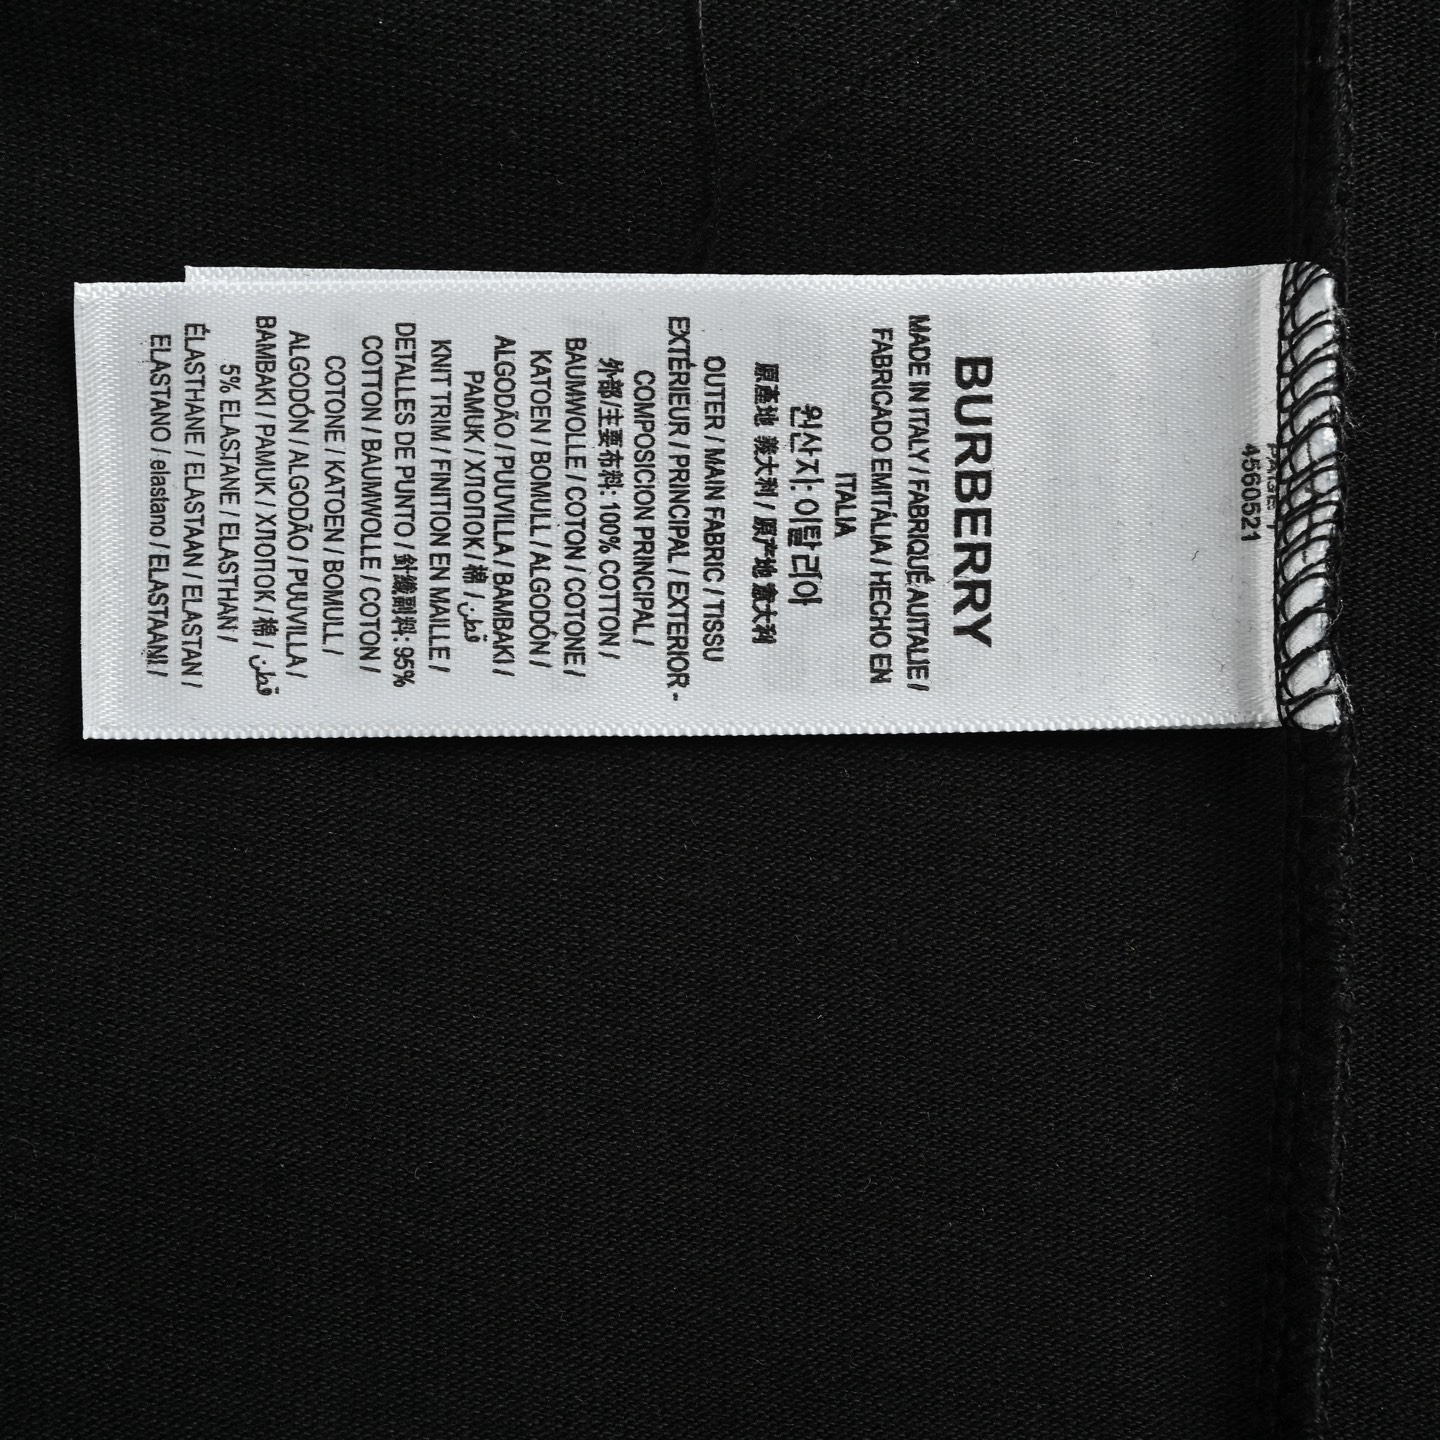 4560521
BURBERRY
MADE IN ITALY / FABRIQUÉ AUITALIE /
FABRICADO EMITÁLIA / HECHO EN
ITALIA
원산지: 이탈리아
原產地 義大利 / 原产地 意大利
OUTER / MAIN FABRIC / TISSU
EXTÉRIEUR / PRINCIPAL / EXTERIOR -
COMPOSICION PRINCIPAL /
外部/主要布料: 100% COTTON /
BAUMWOLLE / COTON / COTONE /
KATOEN / BOMULL / ALGODÓN /
ALGODÃO / PUUVILLA / BAMBAKI /
PAMUK / ХПОПОК / 棉 / قطن
KNIT TRIM / FINITION EN MAILLE /
DETALLES DE PUNTO / 針織副料: 95%
COTTON / BAUMWOLLE / COTON /
COTONE / KATOEN / BOMULL /
ALGODÓN / ALGODÃO / PUUVILLA /
BAMBAKI / PAMUK / ХПОПОК / 棉 / قطن
5% ELASTANE / ELASTHAN /
ÉLASTHANE / ELASTAAN / ELASTAN /
ELASTANO / elastano / ELASTAANI /